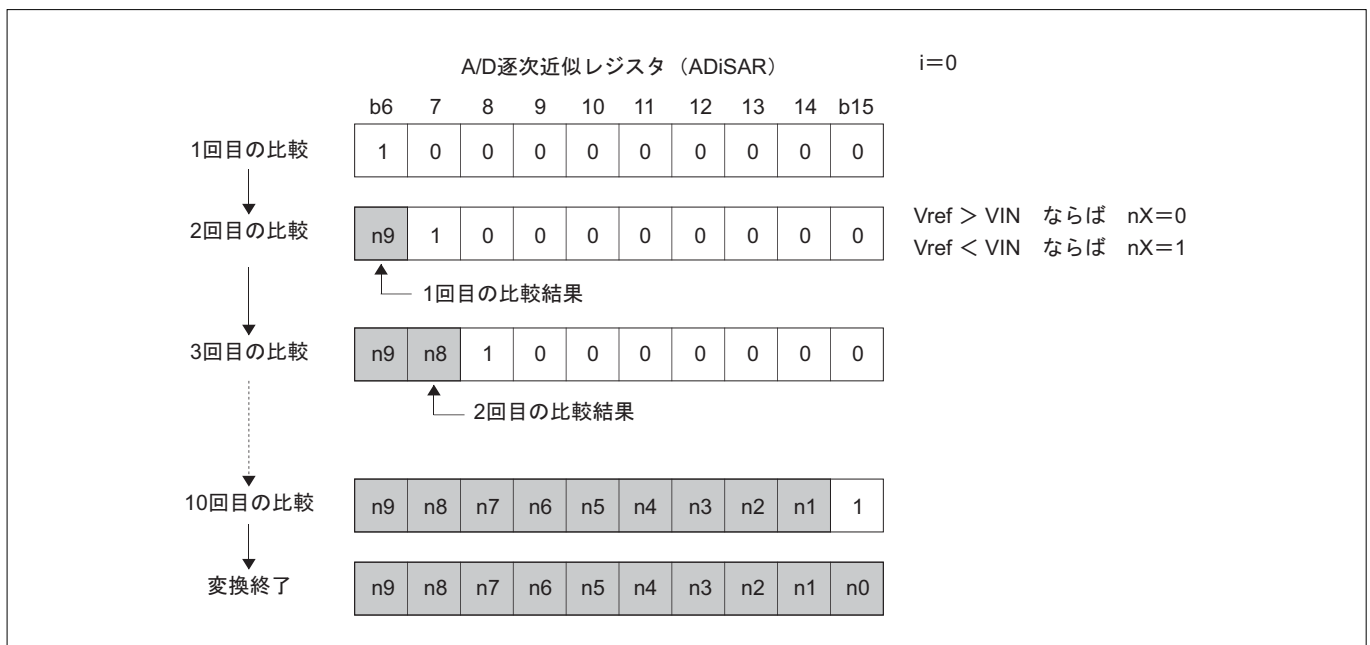 A/D逐次近似レジスタ（ADiSAR） i＝0
b6 7 8 9 10 11 12 13 14 b15
1回目の比較 1 0 0 0 0 0 0 0 0 0
2回目の比較 n9 1 0 0 0 0 0 0 0 0
Vref ＞ VIN ならば nX＝0
Vref ＜ VIN ならば nX＝1
1回目の比較結果
3回目の比較 n9 n8 1 0 0 0 0 0 0 0
2回目の比較結果
10回目の比較 n9 n8 n7 n6 n5 n4 n3 n2 n1 1
変換終了 n9 n8 n7 n6 n5 n4 n3 n2 n1 n0